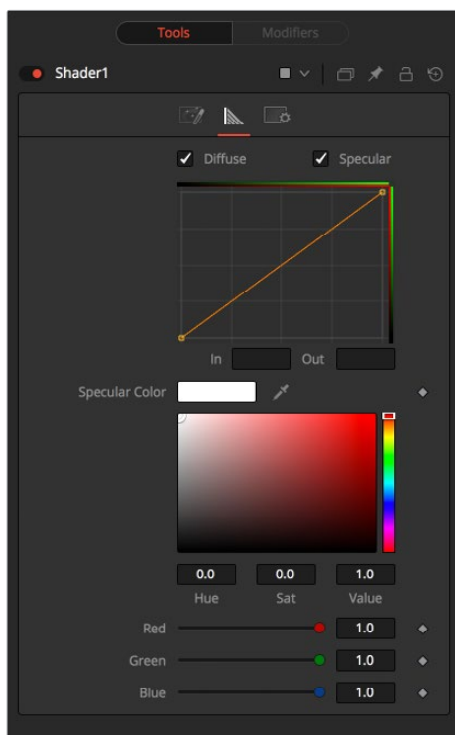 Tools Modifiers
Shader1
Diffuse Specular
In Out
Specular Color
0.0 0.0 1.0
Hue Sat Value
Red 1.0
Green 1.0
Blue 1.0